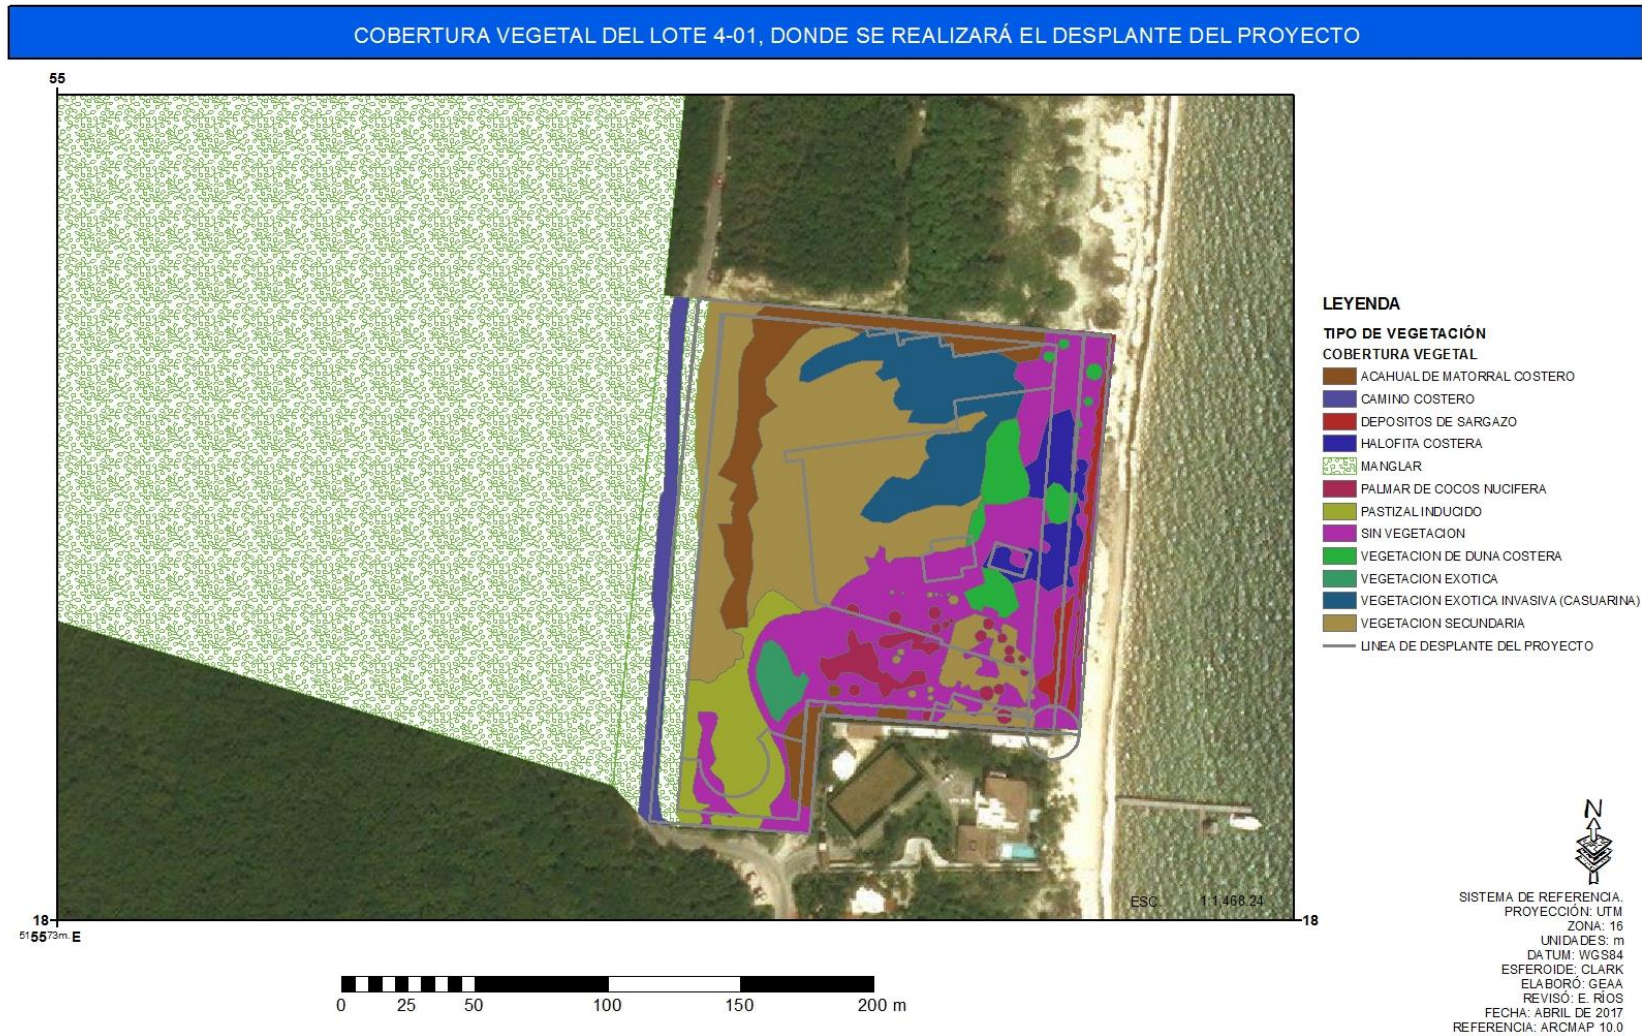 COBERTURA VEGETAL DEL LOTE 4-01, DONDE SE REALIZARÁ EL DESPLANTE DEL PROYECTO
55
LEYENDA
TIPO DE VEGETACIÓN
COBERTURA VEGETAL
ACAHUAL DE MATORRAL COSTERO
CAMINO COSTERO
DEPOSITOS DE SARGAZO
HALOFITA COSTERA
MANGLAR
PALMAR DE COCOS NUCIFERA
PASTIZAL INDUCIDO
SIN VEGETACION
VEGETACION DE DUNA COSTERA
VEGETACION EXOTICA
VEGETACION EXOTICA INVASIVA (CASUARINA)
VEGETACION SECUNDARIA
LINEA DE DESPLANTE DEL PROYECTO
N
ESC 1:1,466.24
18 18
515573m. E
0 25 50 100 150 200 m
SISTEMA DE REFERENCIA.
PROYECCIÓN: UTM
ZONA: 16
UNIDADES: m
DATUM: WGS84
ESFEROIDE: CLARK
ELABORÓ: GEAA
REVISÓ: E. RÍOS
FECHA: ABRIL DE 2017
REFERENCIA: ARCMAP 10.0